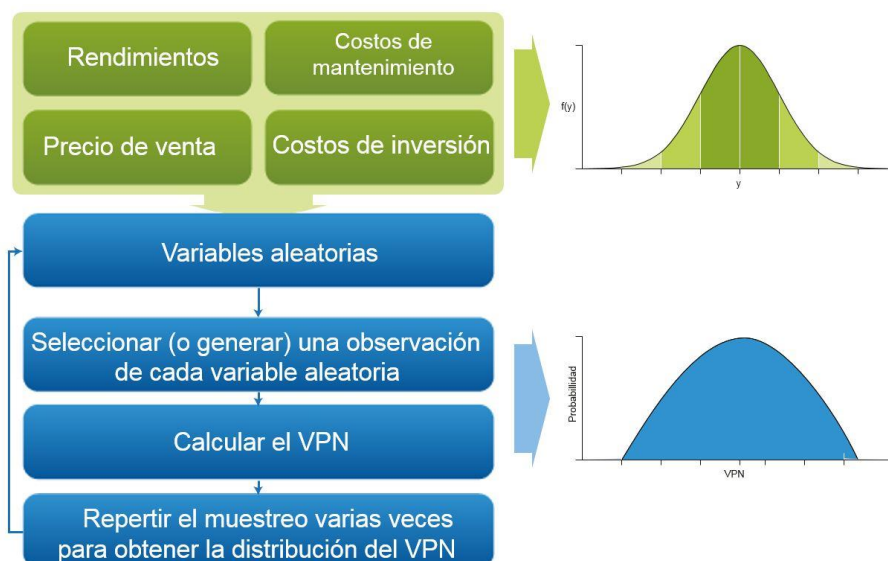 Rendimientos
Costos de
mantenimiento
Precio de venta
Costos de inversión
f(y)
y
Variables aleatorias
Seleccionar (o generar) una observación
de cada variable aleatoria
Calcular el VPN
Repertir el muestreo varias veces
para obtener la distribución del VPN
Probabilidad
VPN